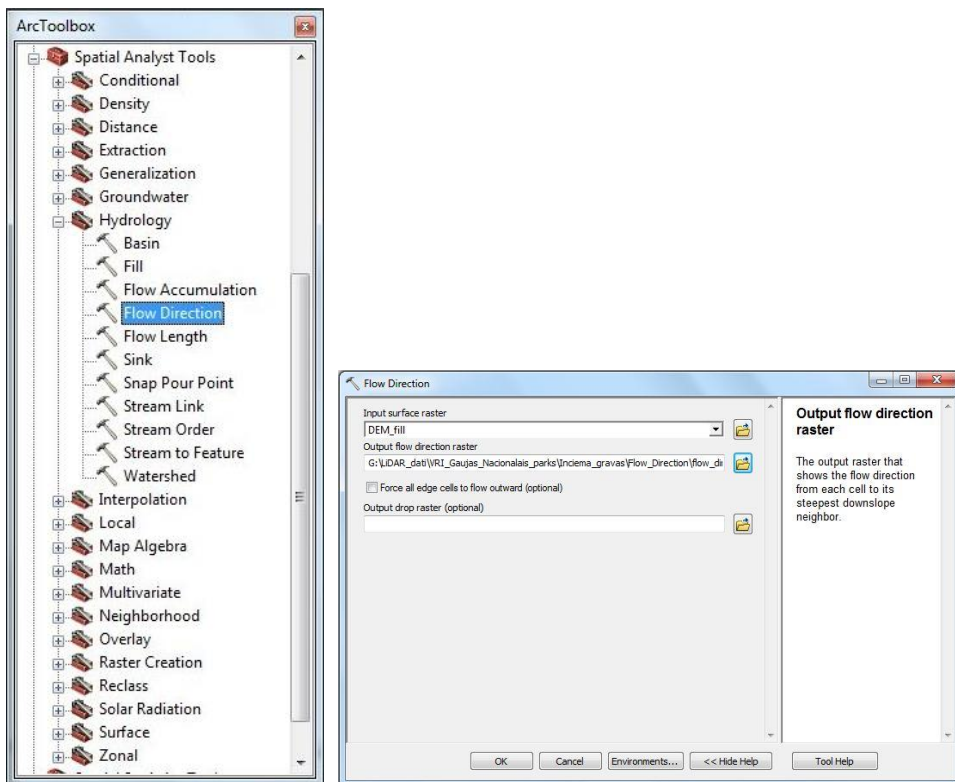 ArcToolbox
Spatial Analyst Tools
Conditional
Density
Distance
Extraction
Generalization
Groundwater
Hydrology
Basin
Fill
Flow Accumulation
Flow Direction
Flow Length
Sink
Snap Pour Point
Stream Link
Stream Order
Stream to Feature
Watershed
Interpolation
Local
Map Algebra
Math
Multivariate
Neighborhood
Overlay
Raster Creation
Reclass
Solar Radiation
Surface
Zonal
Flow Direction
Input surface raster
DEM_fill
Output flow direction raster
G:\LiDAR_dati\VRI_Gaujas_Nacionalais_parks\Inciema_gravas\Flow_Direction\flow_dir
Force all edge cells to flow outward (optional)
Output drop raster (optional)
OK Cancel Environments... << Hide Help Tool Help
Output flow direction
raster
The output raster that
shows the flow direction
from each cell to its
steepest downslope
neighbor.